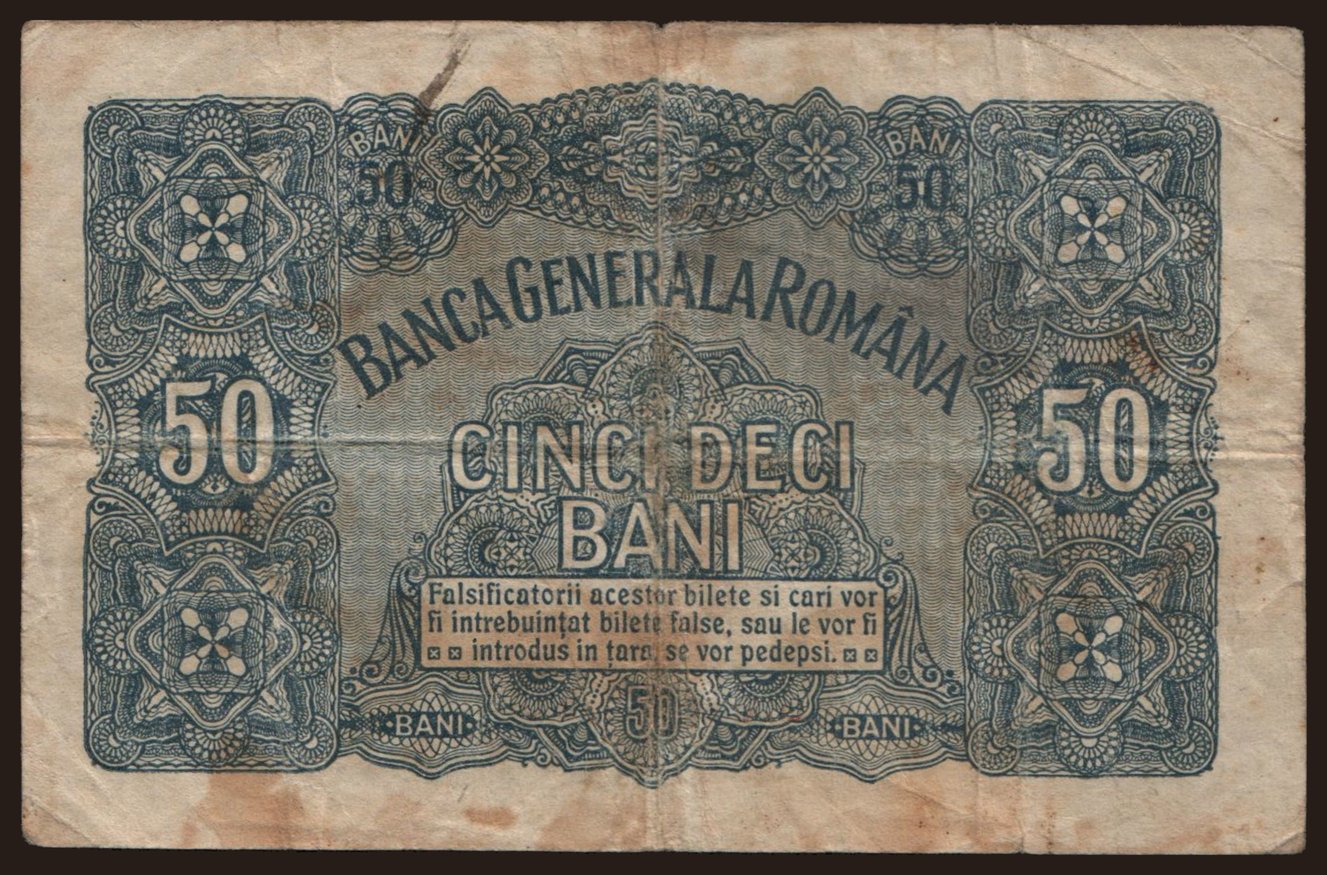 BANI
50
BANI
50
BANCA GENERALA ROMÂNA
50
50
CINCI DECI
BANI
Falsificatorii acestor bilete si cari vor
fi intrebuințat bilete false, sau le vor fi
introdus in țara, se vor pedepsi.
50
BANI
BANI